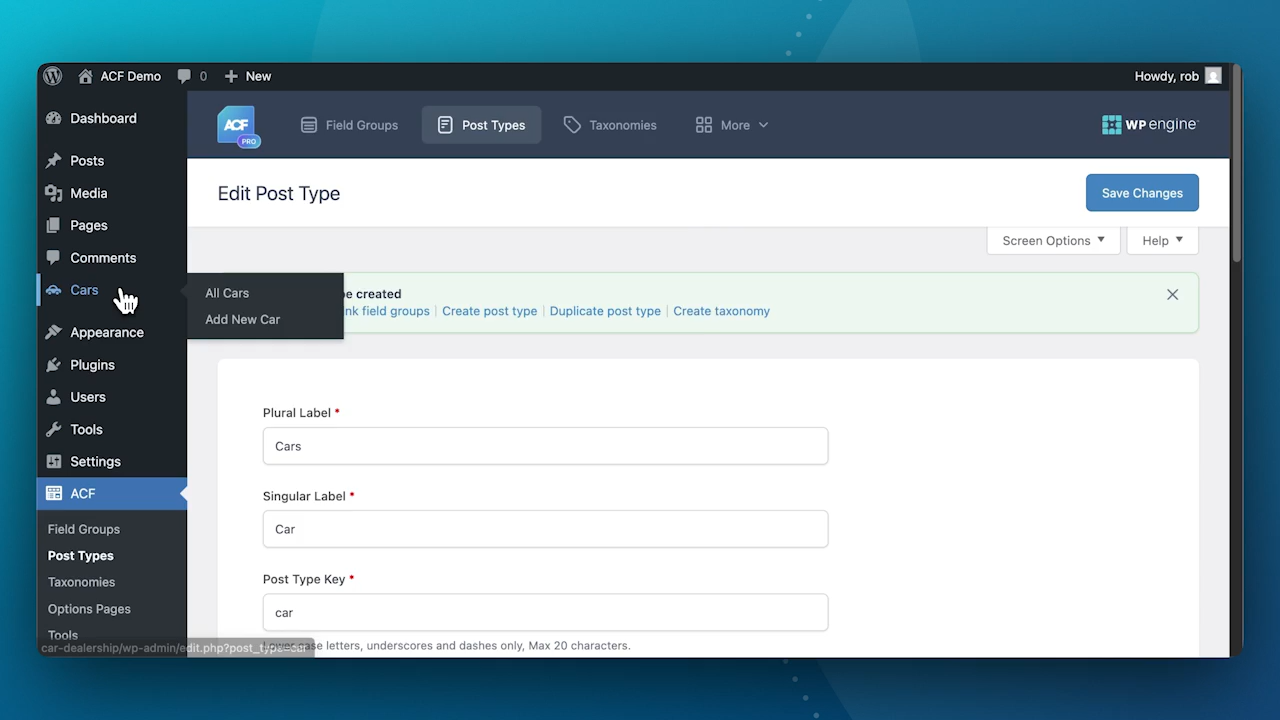 ACF Demo
0
New
Howdy, rob
Dashboard
Posts
Media
Pages
Comments
Cars
Appearance
Plugins
Users
Tools
Settings
ACF
Field Groups
Post Types
Taxonomies
Options Pages
Tools
car-dealership/wp-admin/edit.php?post_type=car
All Cars
Add New Car
ACF
PRO
Field Groups
Post Types
Taxonomies
More
WP engine
Edit Post Type
Save Changes
Screen Options
Help
created
field groups
Create post type
Duplicate post type
Create taxonomy
Plural Label *
Cars
Singular Label *
Car
Post Type Key *
car
letters, underscores and dashes only, Max 20 characters.